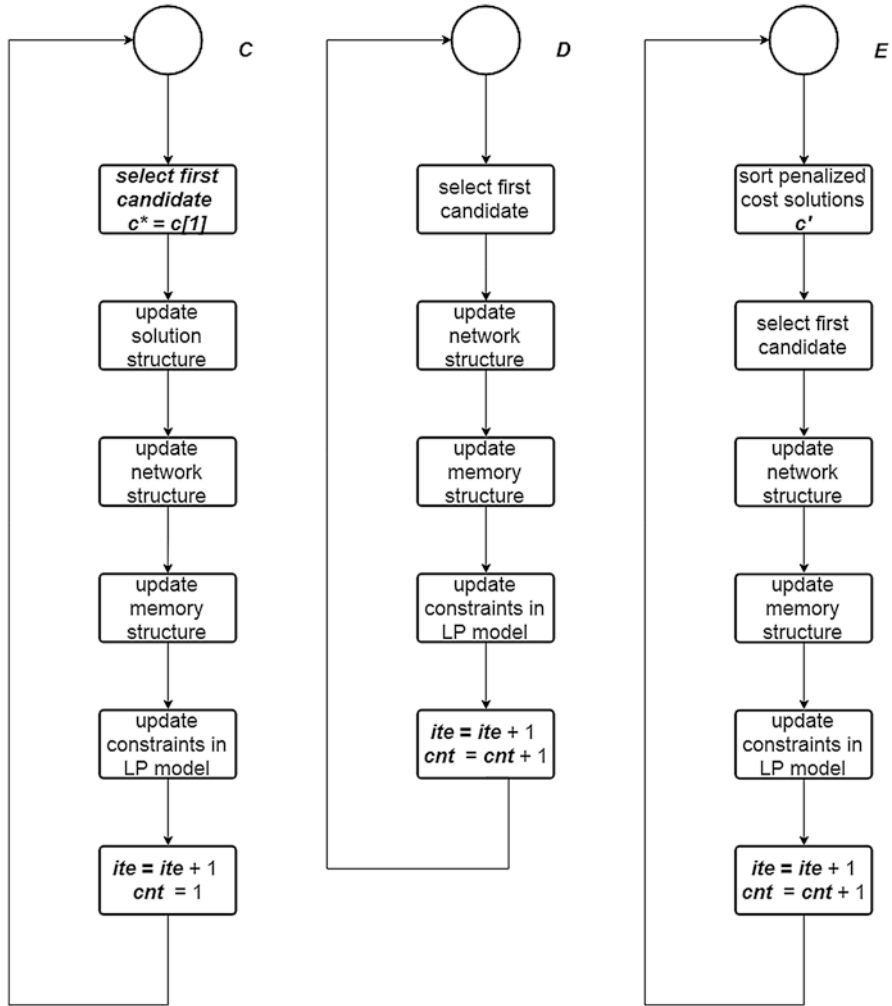 C
select first
candidate
c* = c[1]
update
solution
structure
update
network
structure
update
memory
structure
update
constraints in
LP model
ite = ite + 1
cnt = 1
D
select first
candidate
update
network
structure
update
memory
structure
update
constraints in
LP model
ite = ite + 1
cnt = cnt + 1
E
sort penalized
cost solutions
c'
select first
candidate
update
network
structure
update
memory
structure
update
constraints in
LP model
ite = ite + 1
cnt = cnt + 1